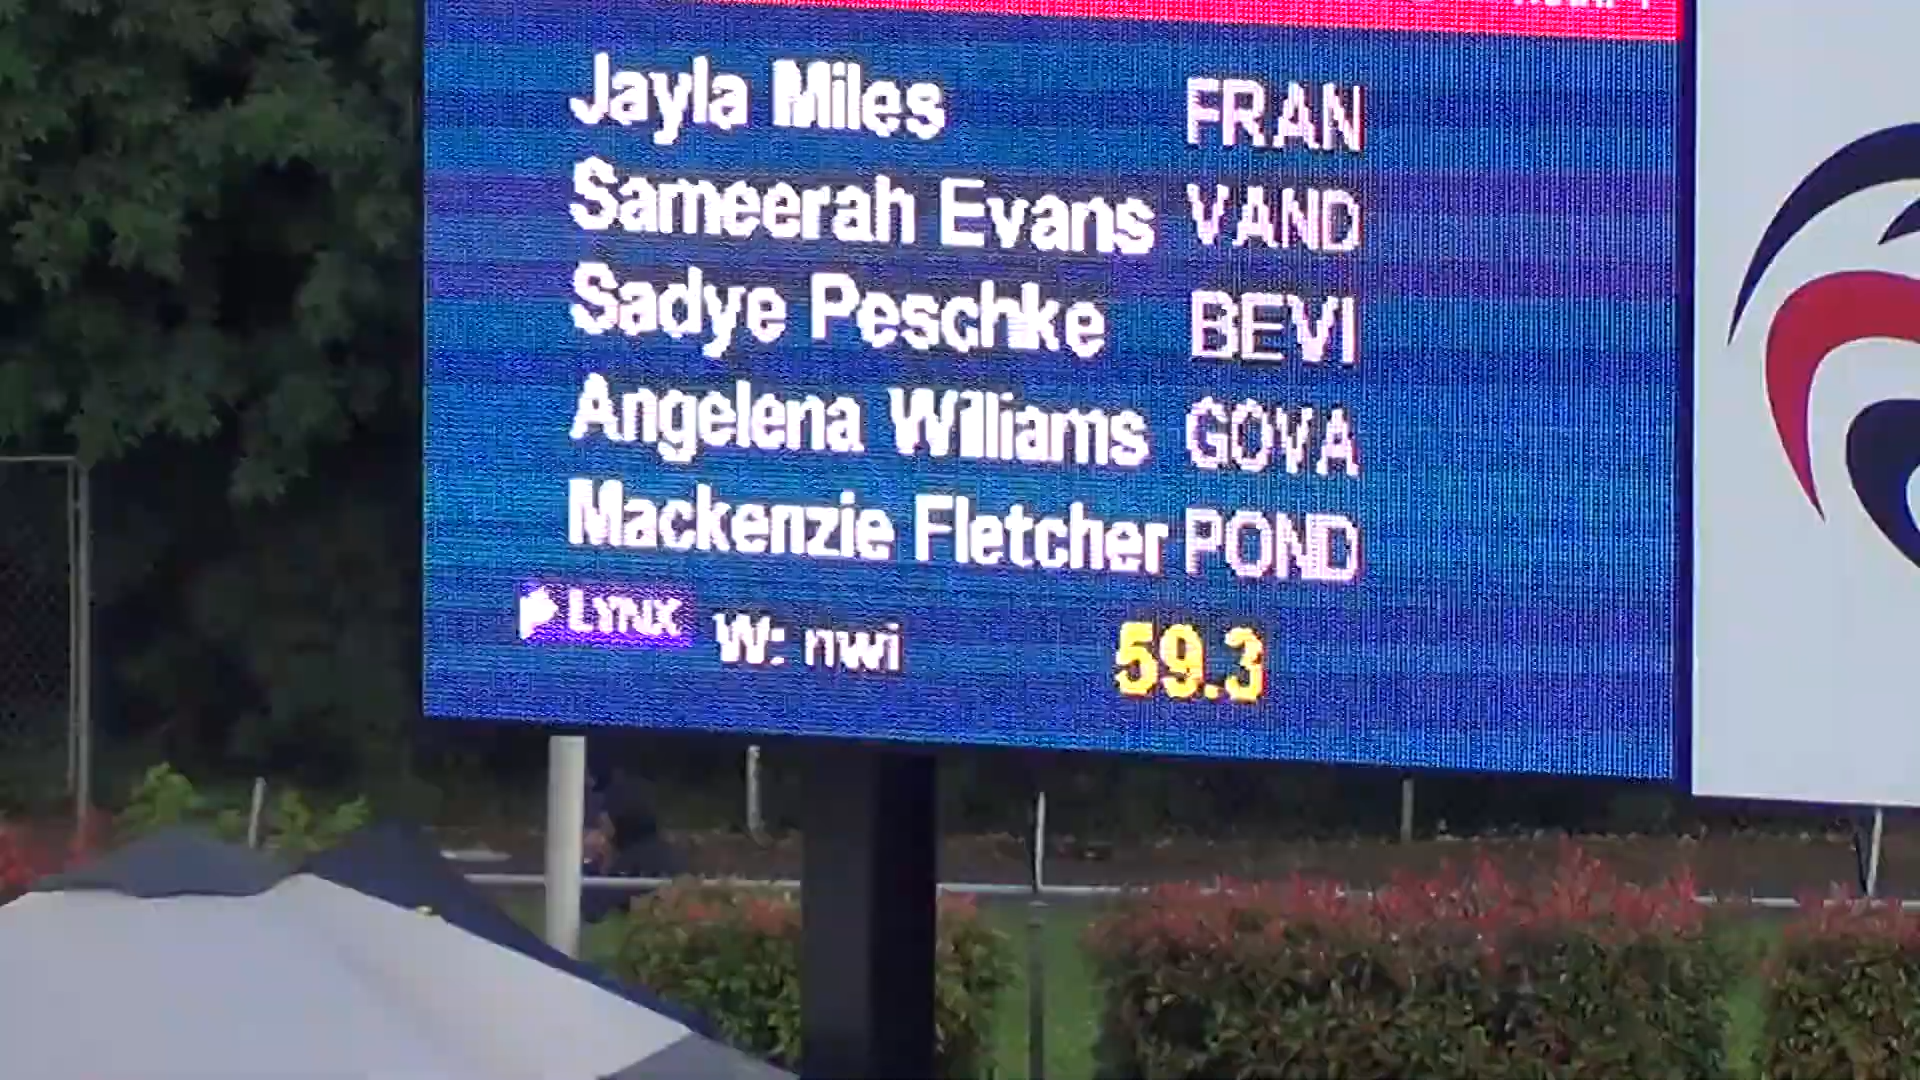 Jayla Miles FRAN
Sameerah Evans VAND
Sadye Peschke BEVI
Angelena Williams GOVA
Mackenzie Fletcher POND
LYNX W: nwi 59.3